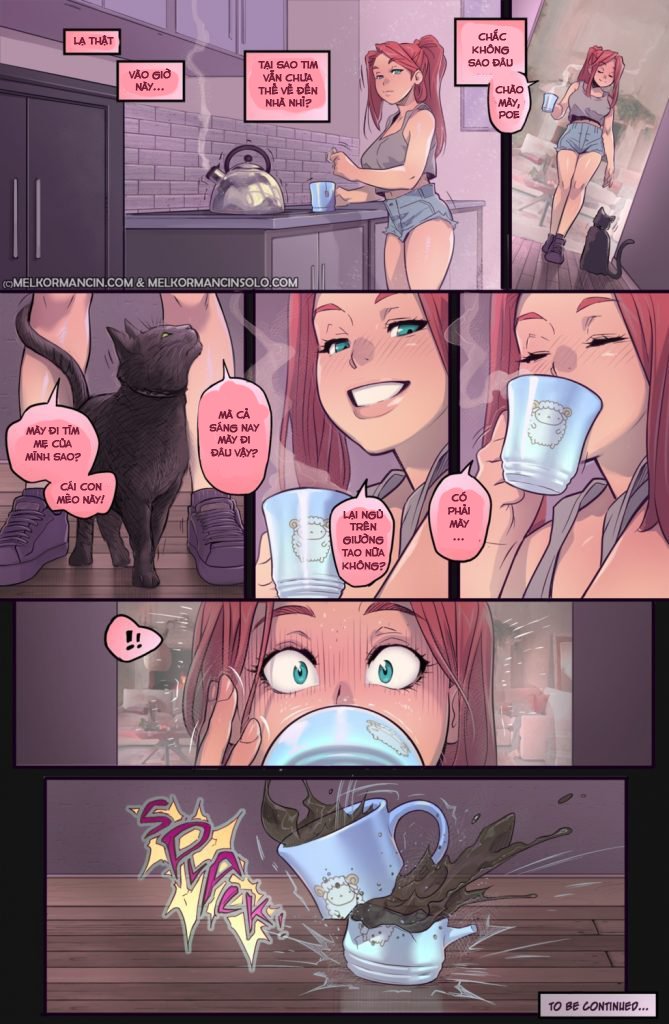 LẠ THẬT
VÀO GIỜ
NÀY...
TẠI SAO TIM
VẪN CHƯA
THỂ VỀ ĐẾN
NHÀ NHỈ?
CHẮC
KHÔNG
SAO ĐÂU
CHÀO
MÀY,
POE
(C)MELKORMANCIN.COM & MELKORMANCINSOLO.COM
MÀY ĐI TÌM
MẸ CỦA
MÌNH SAO?
CÁI CON
MÈO NÀY!
MÀ CẢ
SÁNG NAY
MÀY ĐI
ĐÂU VẬY?
LẠI NGỦ
TRÊN
GIƯỜNG
TAO NỮA
KHÔNG?
CÓ
PHẢI
MÀY
...
!!
SPLACK!
TO BE CONTINUED...